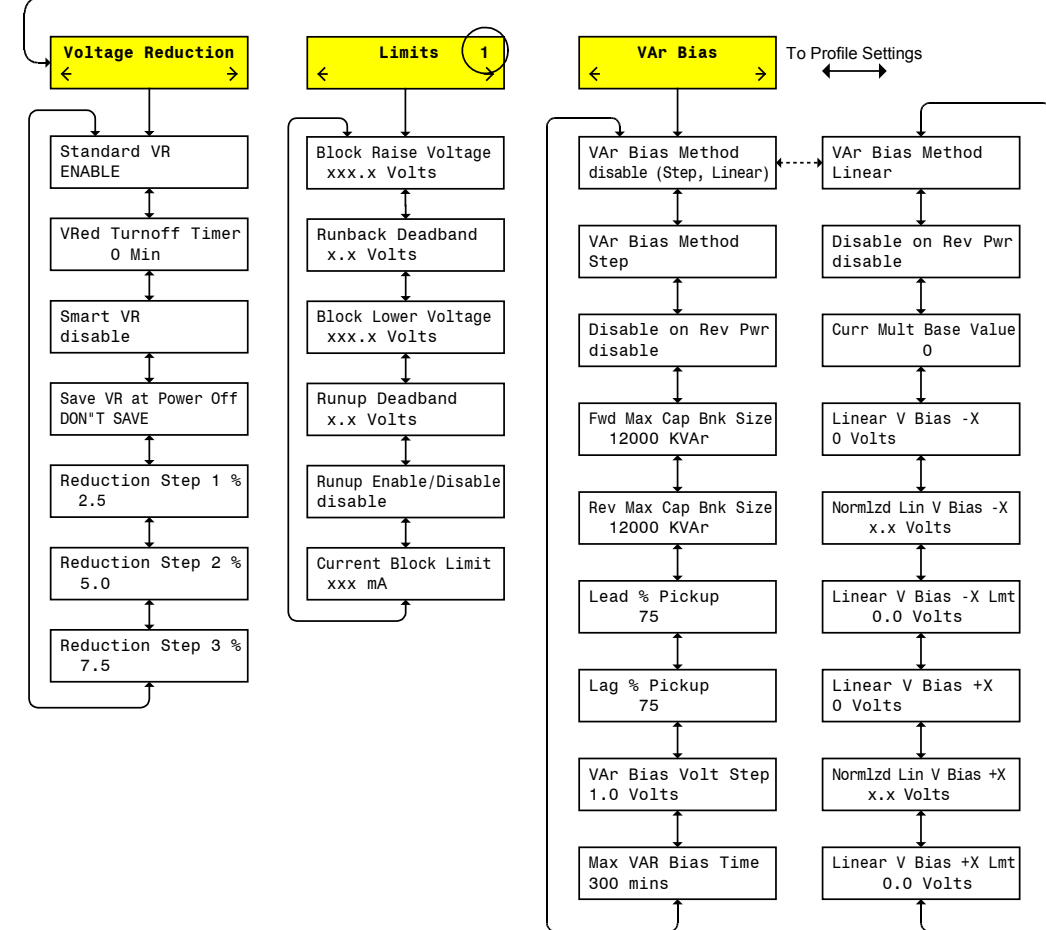 Voltage Reduction
Standard VR
ENABLE
VRed Turnoff Timer
0 Min
Smart VR
disable
Save VR at Power Off
DON"T SAVE
Reduction Step 1 %
2.5
Reduction Step 2 %
5.0
Reduction Step 3 %
7.5
Limits 1
Block Raise Voltage
xxx.x Volts
Runback Deadband
x.x Volts
Block Lower Voltage
xxx.x Volts
Runup Deadband
x.x Volts
Runup Enable/Disable
disable
Current Block Limit
xxx mA
VAr Bias
To Profile Settings
VAr Bias Method
disable (Step, Linear)
VAr Bias Method
Step
Disable on Rev Pwr
disable
Fwd Max Cap Bnk Size
12000 KVAr
Rev Max Cap Bnk Size
12000 KVAr
Lead % Pickup
75
Lag % Pickup
75
VAr Bias Volt Step
1.0 Volts
Max VAR Bias Time
300 mins
VAr Bias Method
Linear
Disable on Rev Pwr
disable
Curr Mult Base Value
0
Linear V Bias -X
0 Volts
Normlzd Lin V Bias -X
x.x Volts
Linear V Bias -X Lmt
0.0 Volts
Linear V Bias +X
0 Volts
Normlzd Lin V Bias +X
x.x Volts
Linear V Bias +X Lmt
0.0 Volts